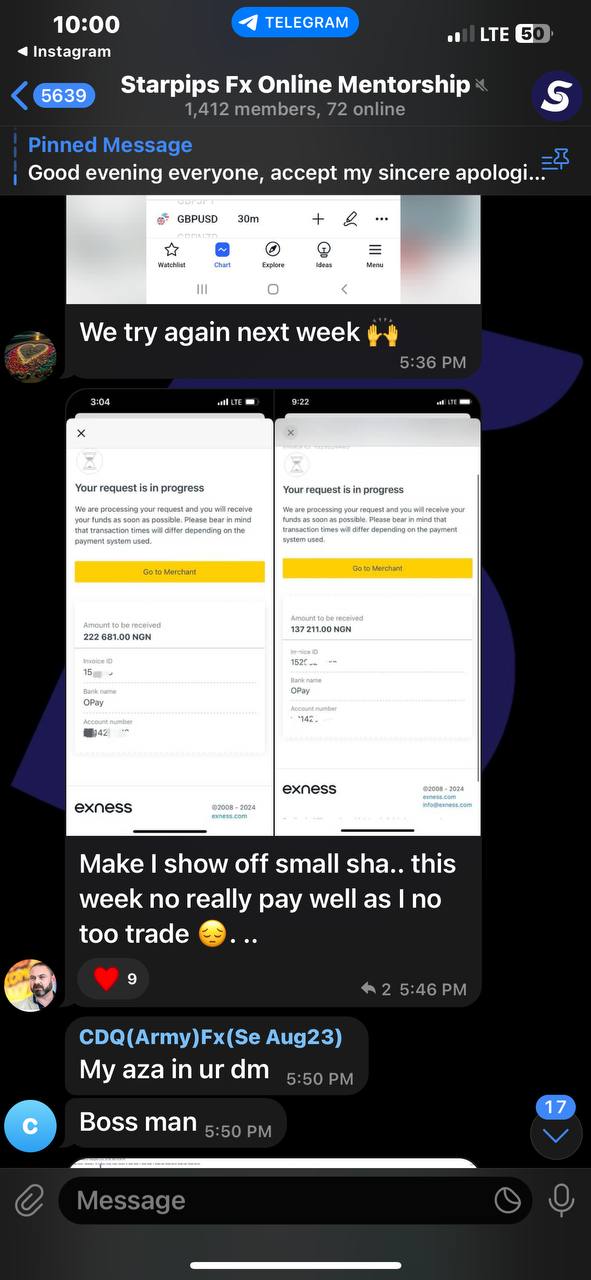 10:00
TELEGRAM
LTE 50
◀ Instagram
5639
Starpips Fx Online Mentorship
1,412 members, 72 online
Pinned Message
Good evening everyone, accept my sincere apologi...
GBPUSD 30m
Watchlist Chart Explore Ideas Menu
We try again next week 🙌
5:36 PM
3:04 LTE
Your request is in progress
We are processing your request and you will receive
your funds as soon as possible. Please bear in mind
that transaction times will differ depending on the
payment system used.
Go to Merchant
Amount to be received
222 681.00 NGN
Invoice ID
15
Bank name
OPay
Account number
42
exness
©2008 - 2024
exness.com
9:22 LTE
Your request is in progress
We are processing your request and you will receive your
funds as soon as possible. Please bear in mind that
transaction times will differ depending on the payment
system used.
Go to Merchant
Amount to be received
137 211.00 NGN
Invoice ID
152
Bank name
OPay
Account number
142
exness
©2008 - 2024
exness.com
info@exness.com
Make I show off small sha.. this
week no really pay well as I no
too trade 😔. ..
❤️ 9
2 5:46 PM
CDQ(Army)Fx(Se Aug23)
My aza in ur dm 5:50 PM
C
Boss man 5:50 PM
17
Message